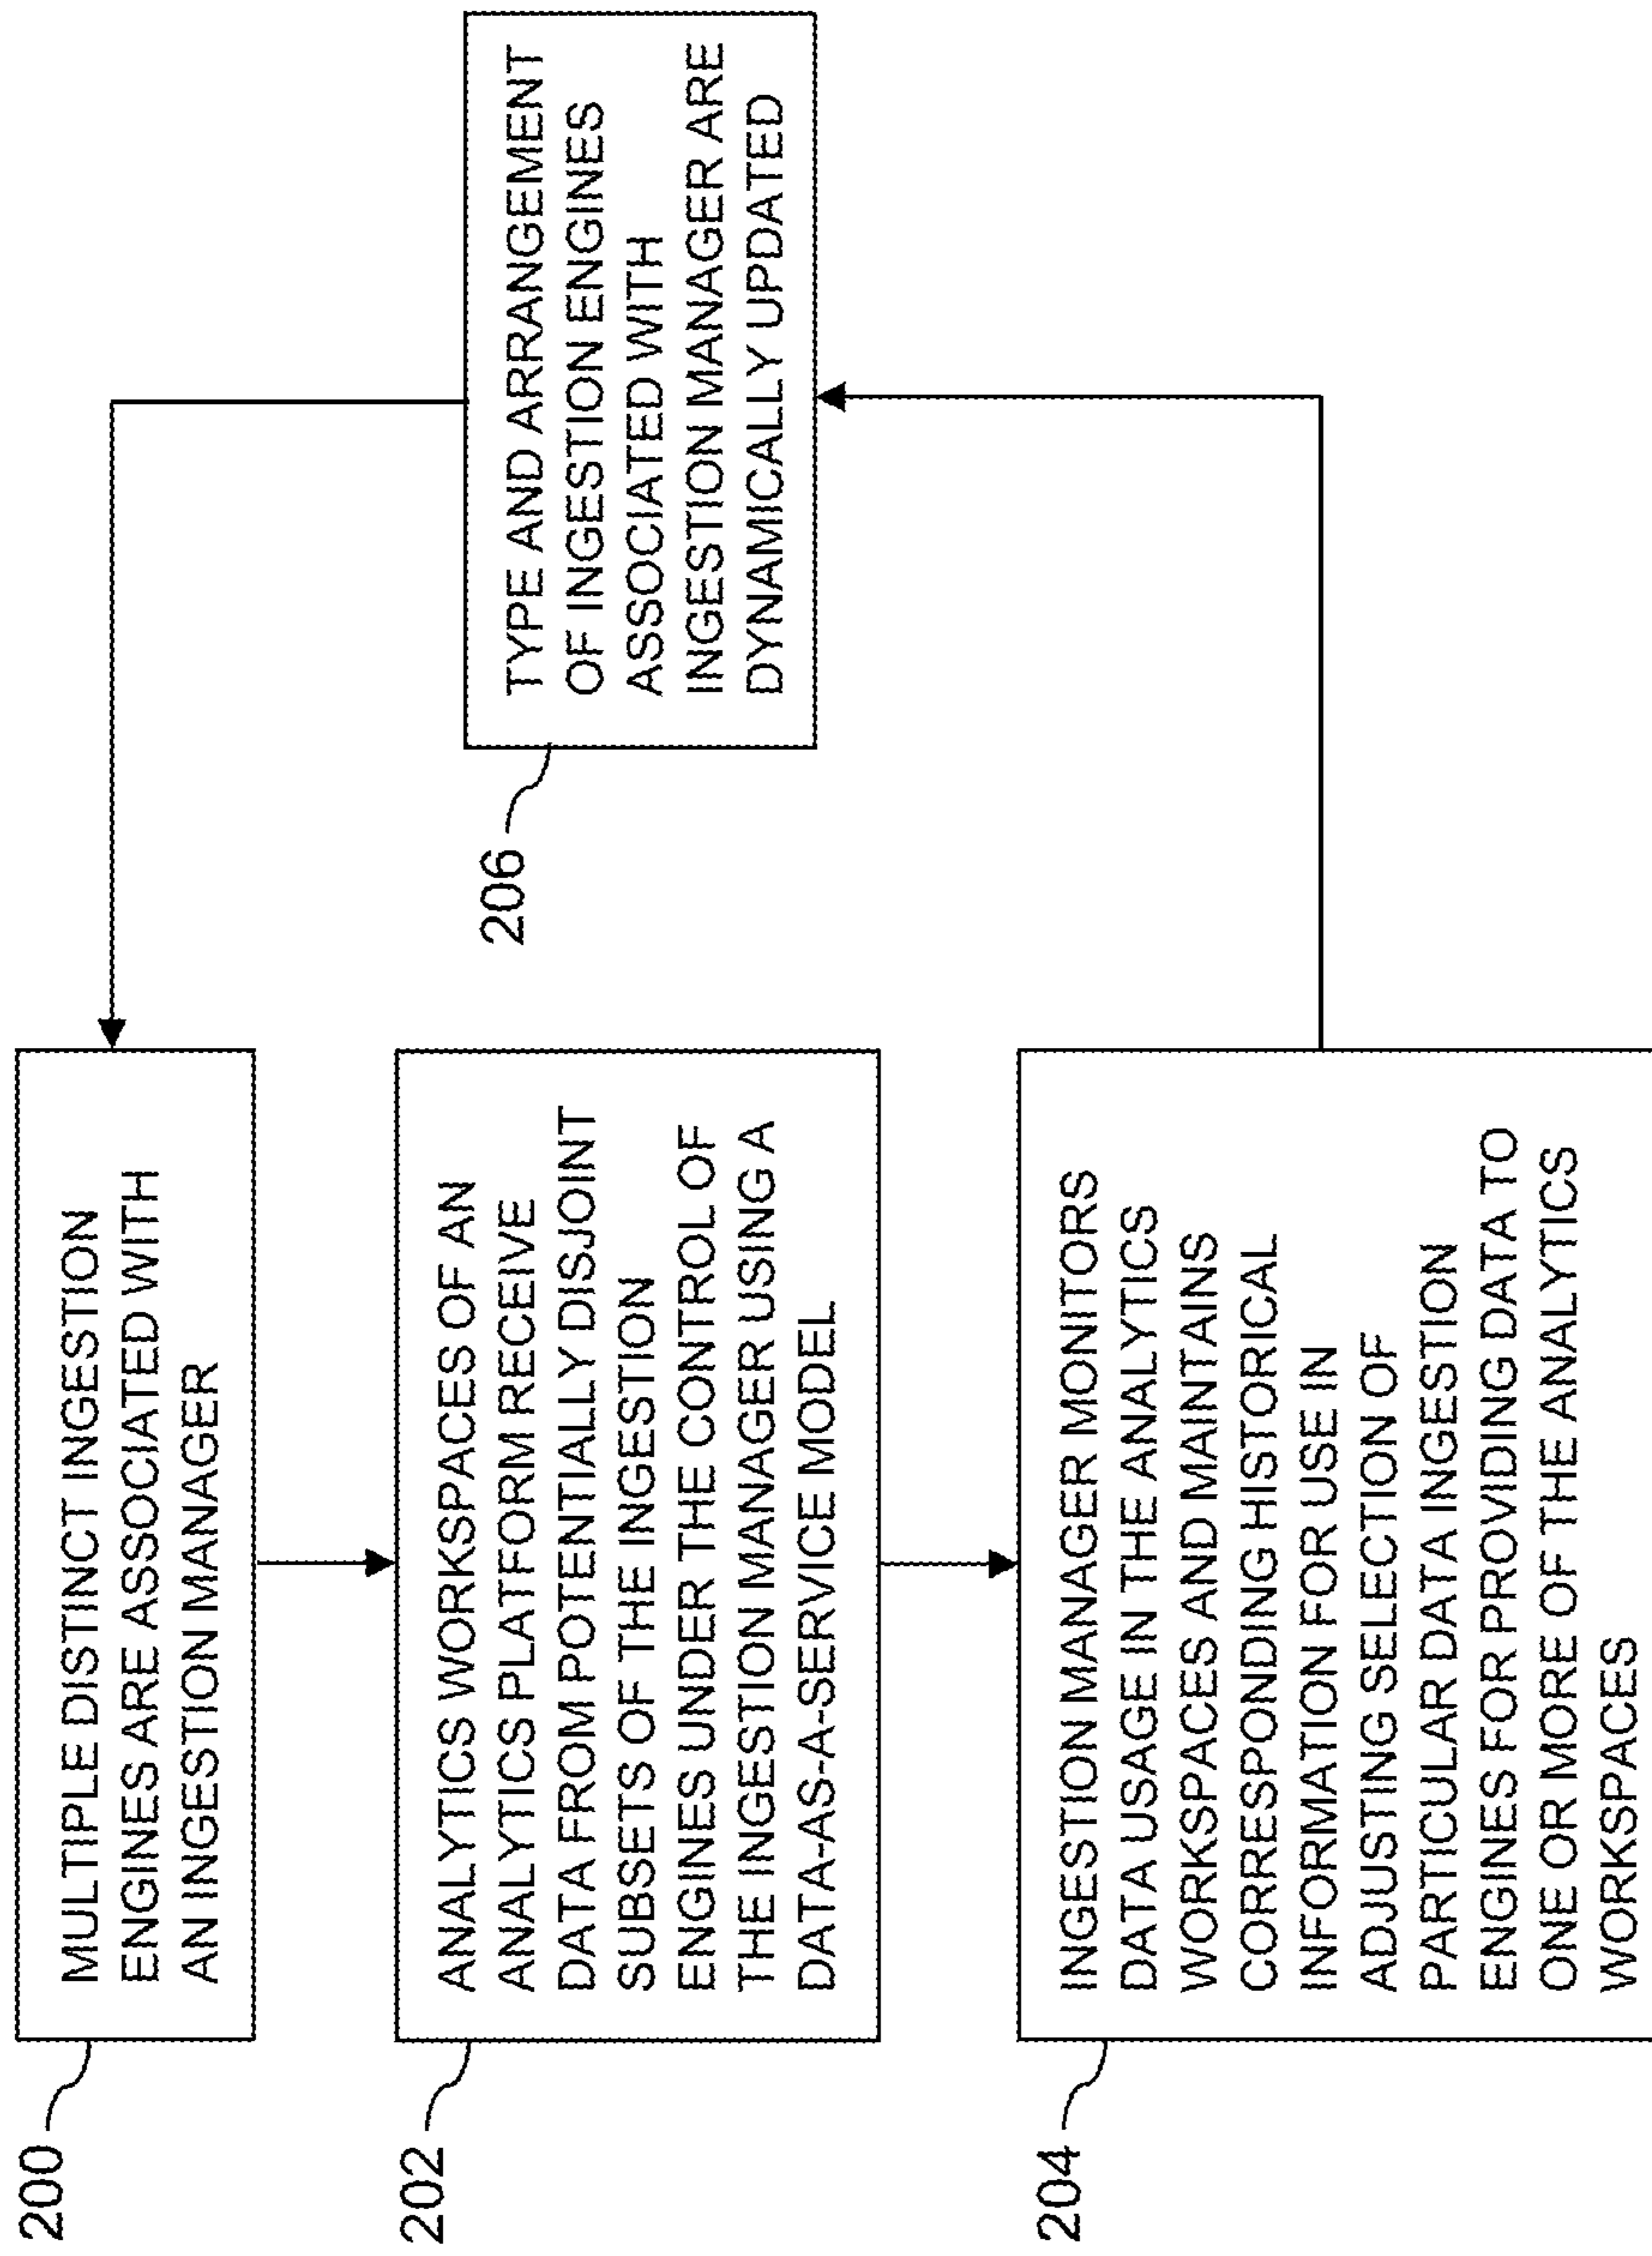 200
MULTIPLE DISTINCT INGESTION
ENGINES ARE ASSOCIATED WITH
AN INGESTION MANAGER
202
ANALYTICS WORKSPACES OF AN
ANALYTICS PLATFORM RECEIVE
DATA FROM POTENTIALLY DISJOINT
SUBSETS OF THE INGESTION
ENGINES UNDER THE CONTROL OF
THE INGESTION MANAGER USING A
DATA-AS-A-SERVICE MODEL
204
INGESTION MANAGER MONITORS
DATA USAGE IN THE ANALYTICS
WORKSPACES AND MAINTAINS
CORRESPONDING HISTORICAL
INFORMATION FOR USE IN
ADJUSTING SELECTION OF
PARTICULAR DATA INGESTION
ENGINES FOR PROVIDING DATA TO
ONE OR MORE OF THE ANALYTICS
WORKSPACES
206
TYPE AND ARRANGEMENT
OF INGESTION ENGINES
ASSOCIATED WITH
INGESTION MANAGER ARE
DYNAMICALLY UPDATED